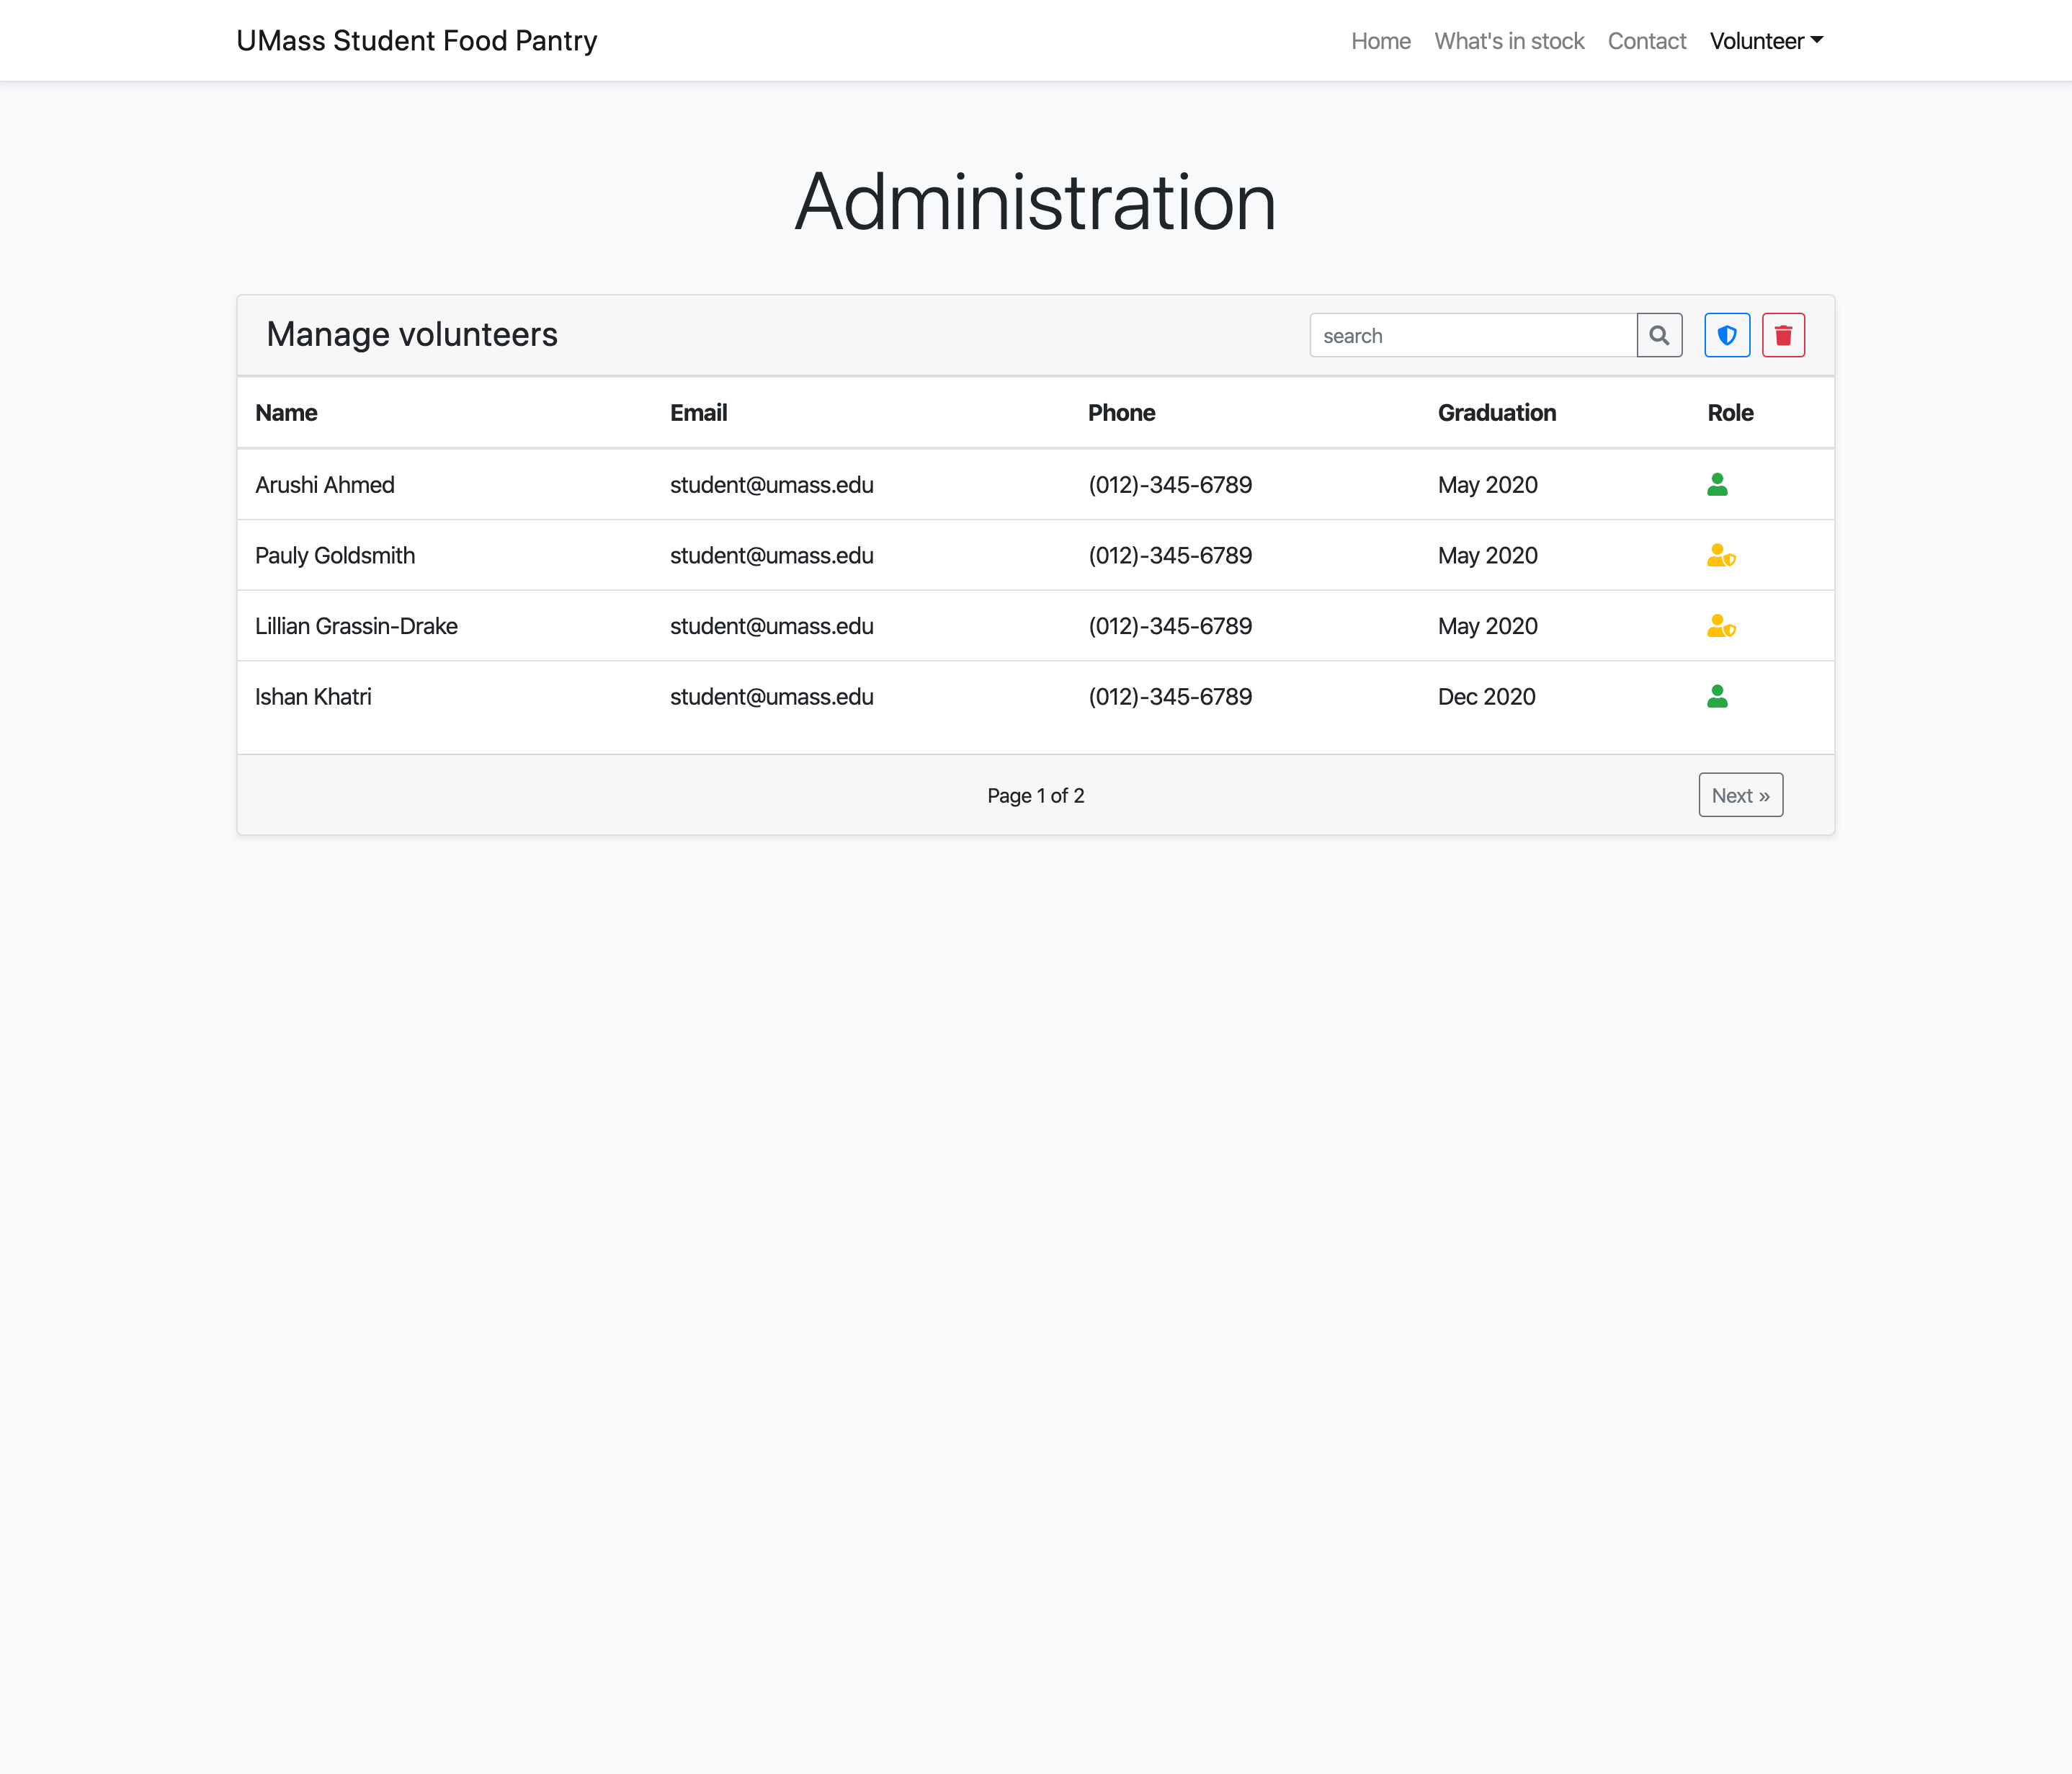 UMass Student Food Pantry Home What's in stock Contact Volunteer
Administration
Manage volunteers search
Name Email Phone Graduation Role
Arushi Ahmed student@umass.edu (012)-345-6789 May 2020
Pauly Goldsmith student@umass.edu (012)-345-6789 May 2020
Lillian Grassin-Drake student@umass.edu (012)-345-6789 May 2020
Ishan Khatri student@umass.edu (012)-345-6789 Dec 2020
Page 1 of 2 Next »